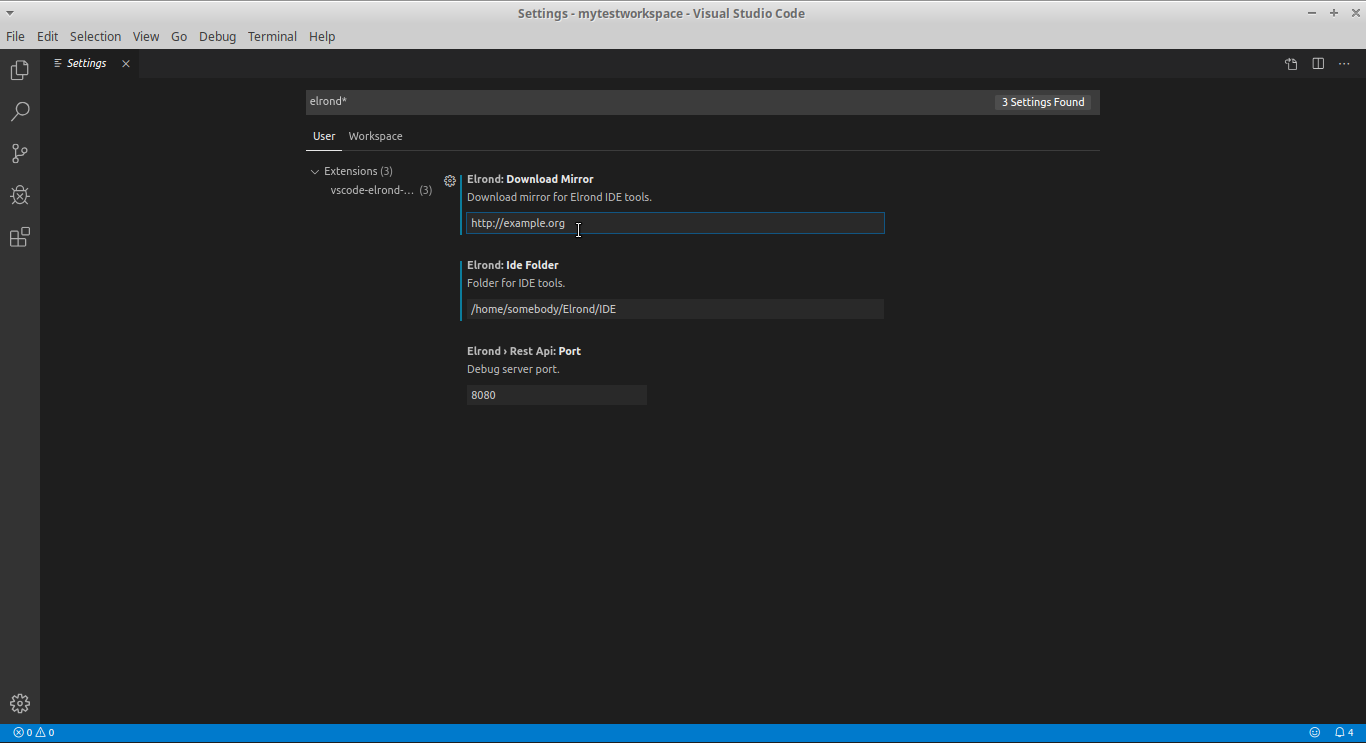 Settings - mytestworkspace - Visual Studio Code
File Edit Selection View Go Debug Terminal Help
Settings
elrond*
3 Settings Found
User Workspace
Extensions (3)
vscode-elrond-... (3)
Elrond: Download Mirror
Download mirror for Elrond IDE tools.
http://example.org
Elrond: Ide Folder
Folder for IDE tools.
/home/somebody/Elrond/IDE
Elrond › Rest Api: Port
Debug server port.
8080
0 0
4